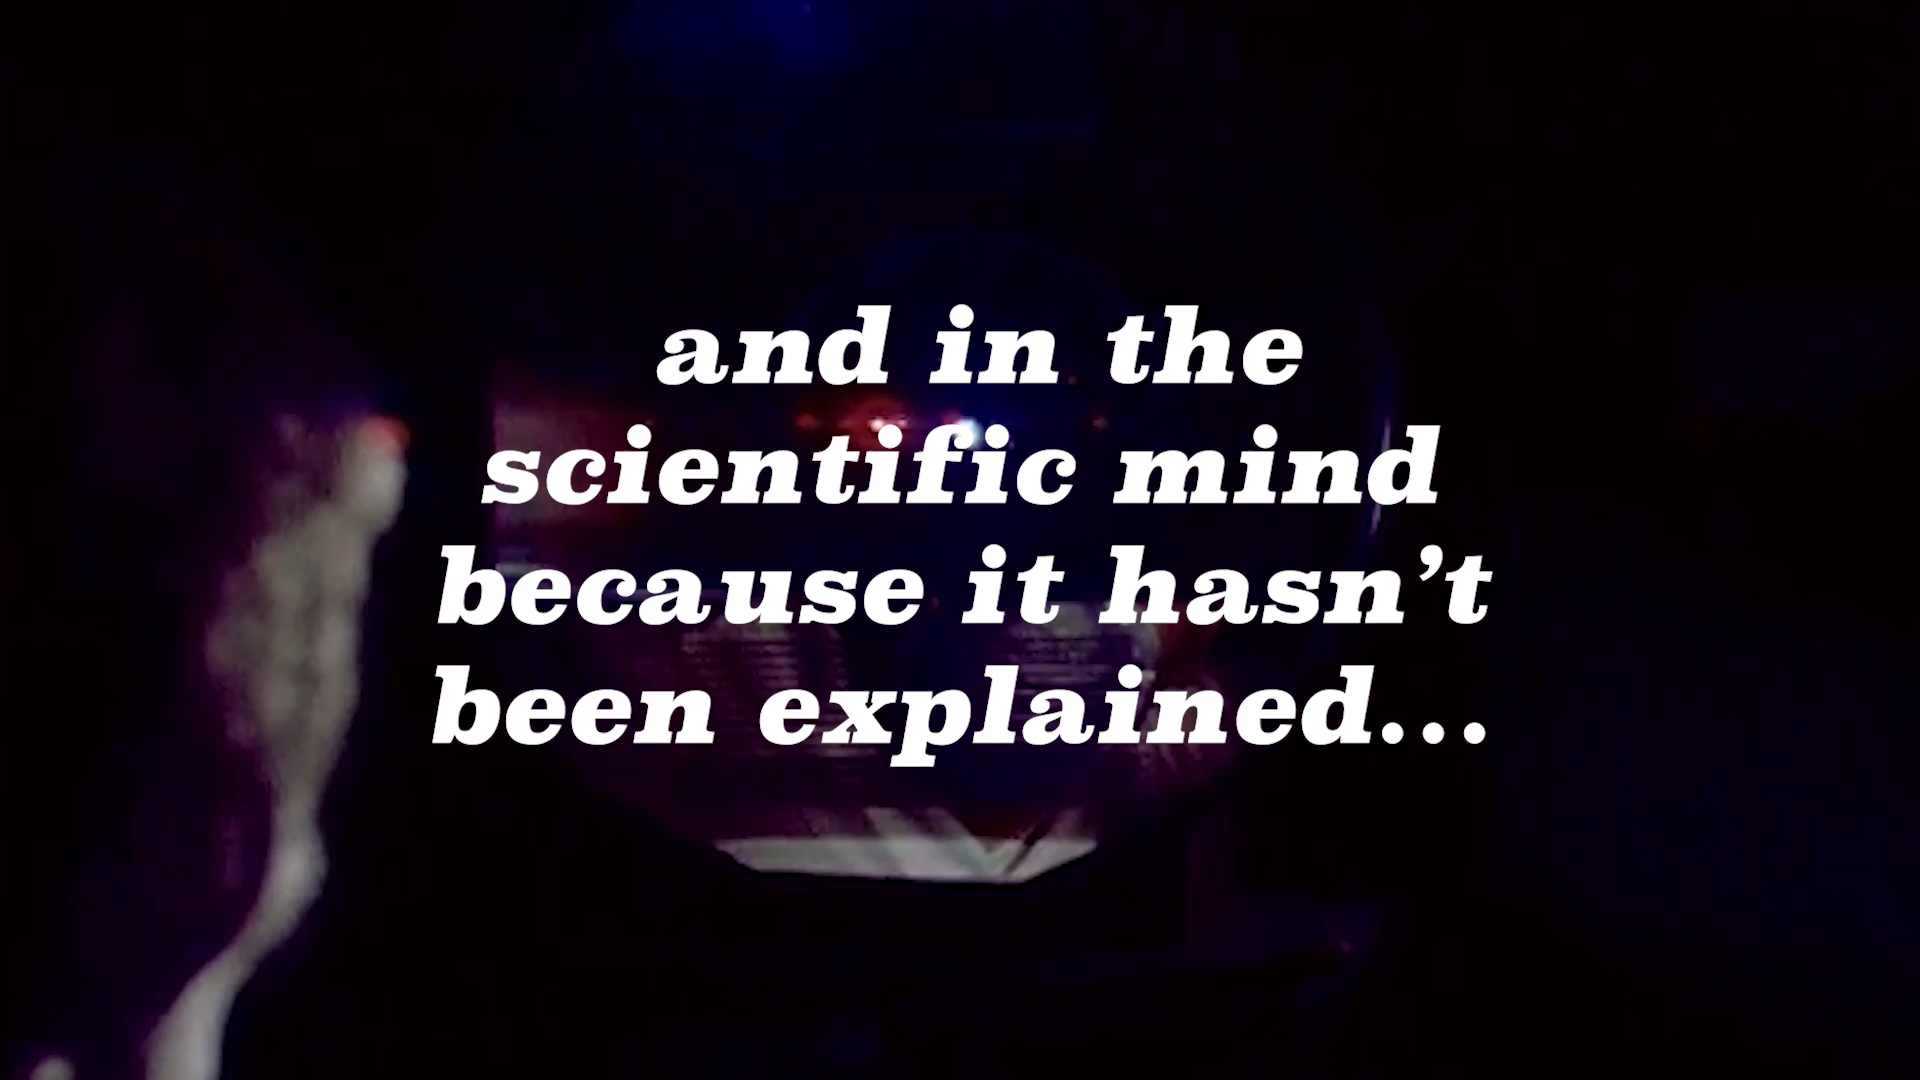 and in the
scientific mind
because it hasn’t
been explained...